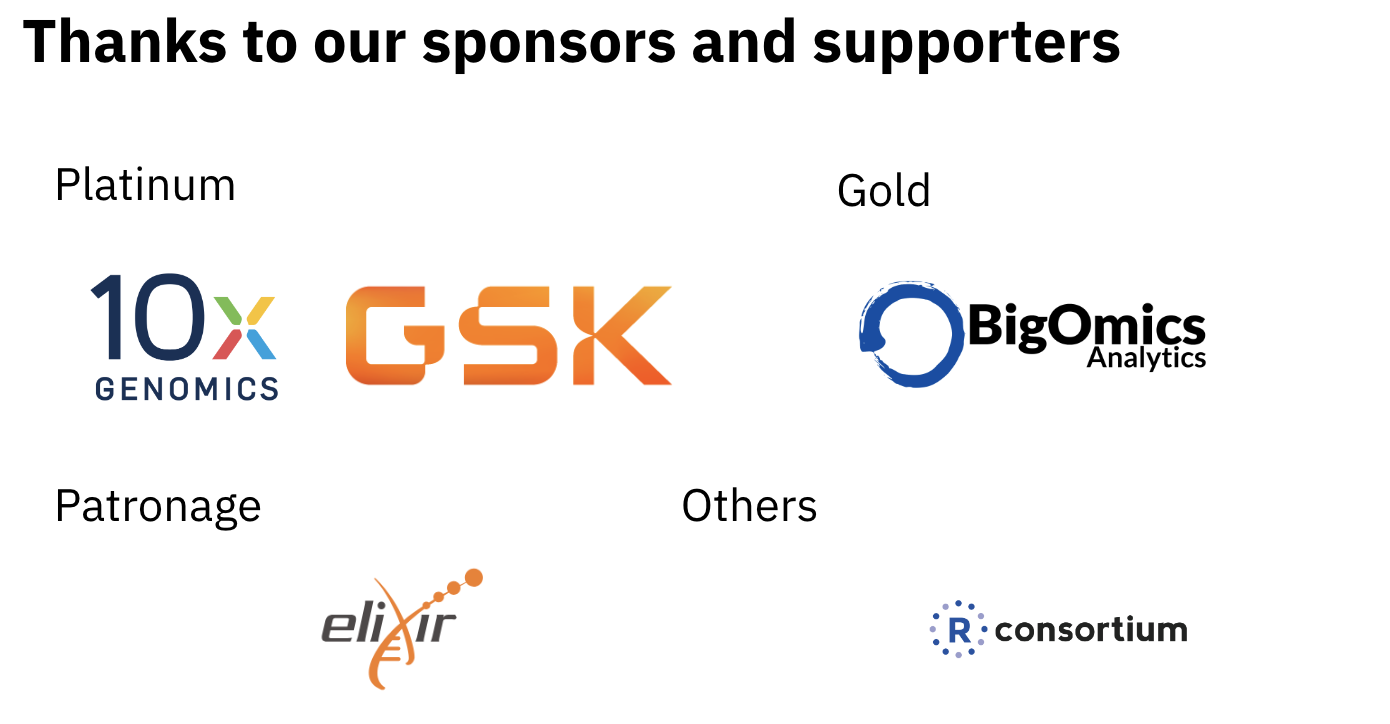 Thanks to our sponsors and supporters
Platinum
Gold
10x
GENOMICS
GSK
BigOmics
Analytics
Patronage
Others
elixir
R consortium